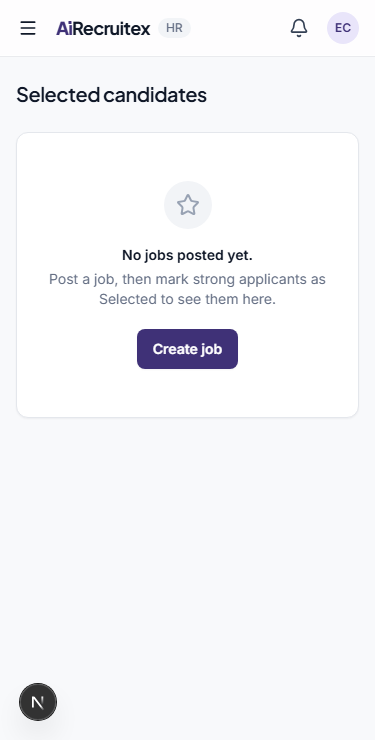 AiRecruitex HR
EC
Selected candidates
No jobs posted yet.
Post a job, then mark strong applicants as
Selected to see them here.
Create job
N